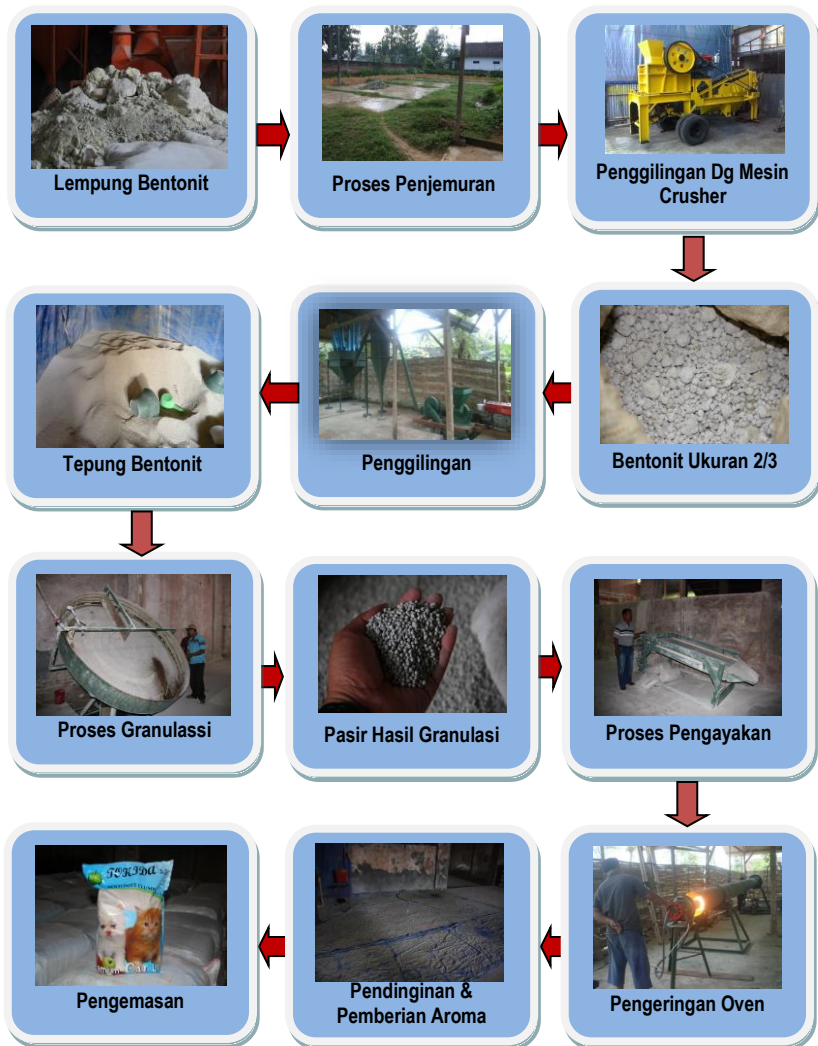 Lempung Bentonit
Proses Penjemuran
Penggilingan Dg Mesin
Crusher
Bentonit Ukuran 2/3
Penggilingan
Tepung Bentonit
Proses Granulassi
Pasir Hasil Granulasi
Proses Pengayakan
Pengeringan Oven
Pendinginan &
Pemberian Aroma
Pengemasan